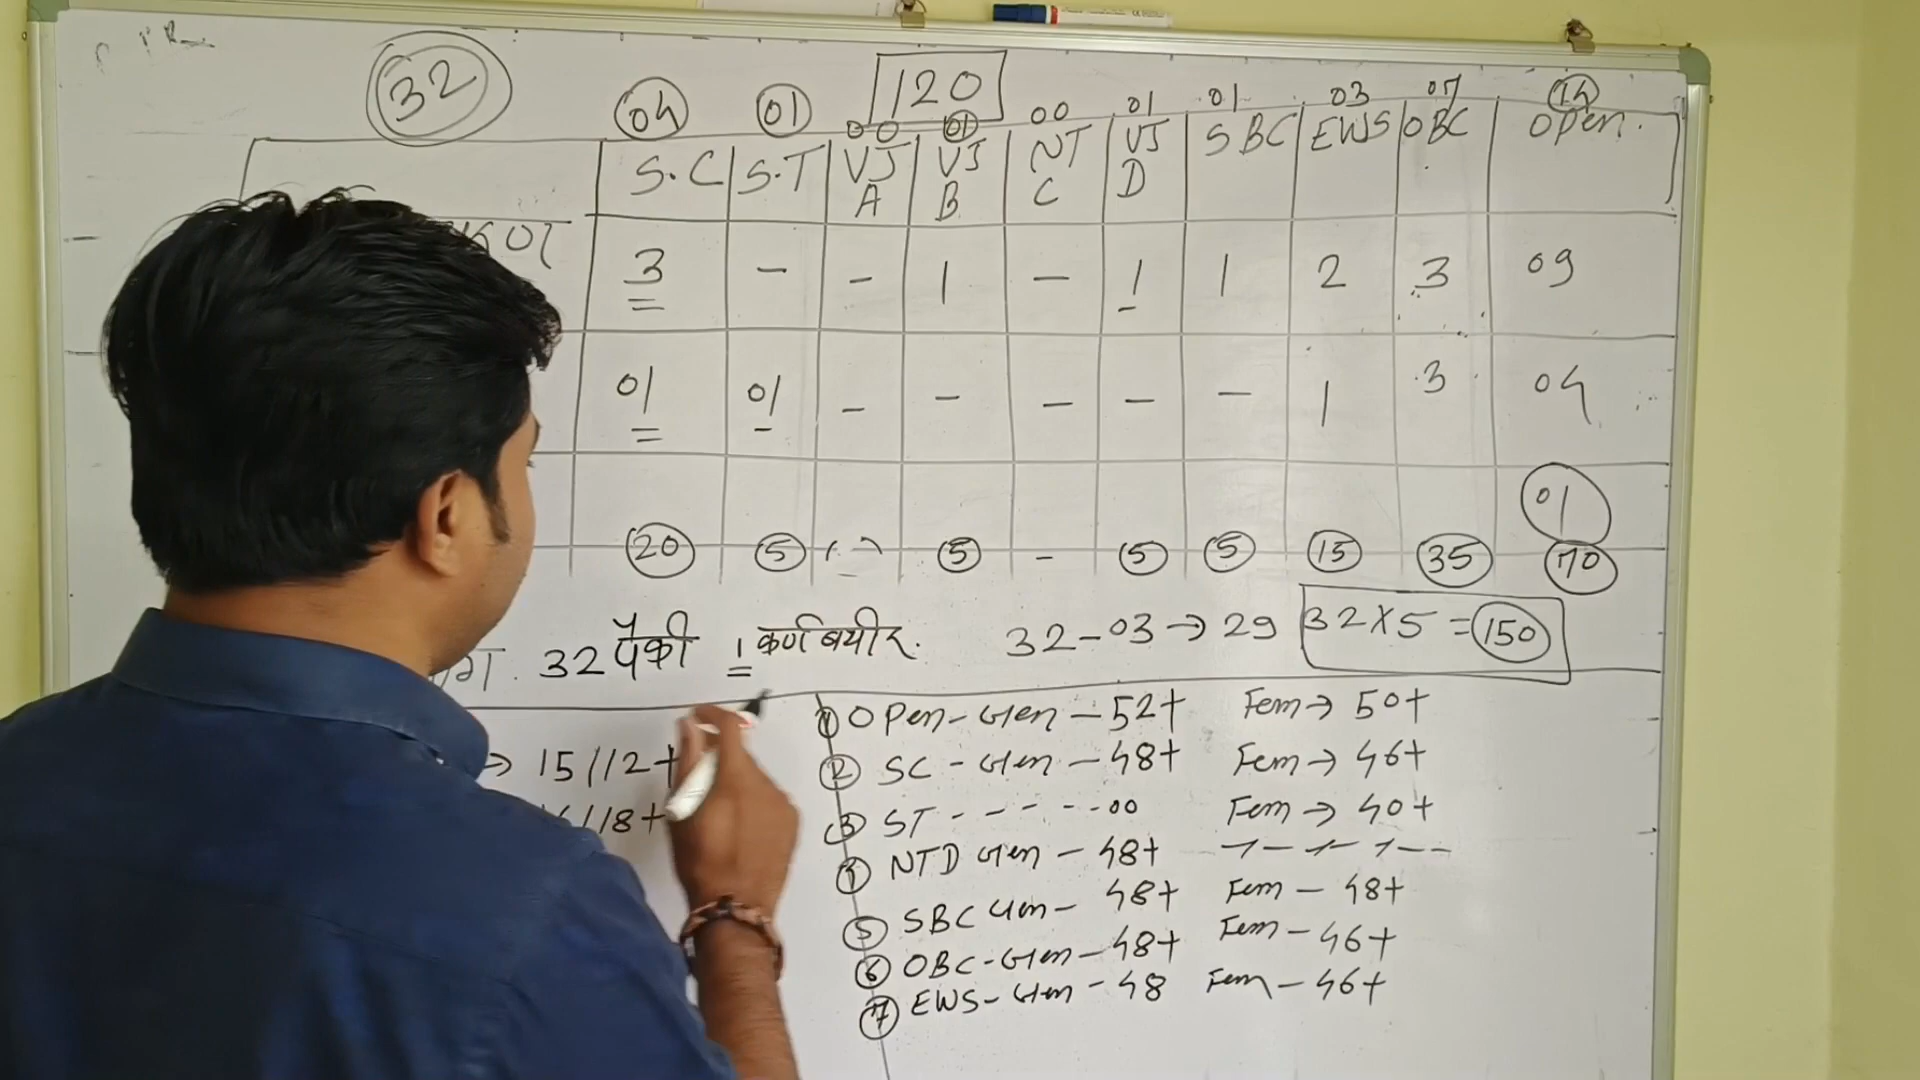 32 04 01 120 00 01 00 01 01 03 07 14
S.C S.T VJ A VJ B NT C VJ D SBC EWS OBC OPen.
3 - - 1 - 1 1 2 3 09
01 01 - - - - - 1 3 04
01
20 5 5 - 5 5 15 35 70
32 पैकी 1 कर्णबधीर. 32-03→29 32×5=150
→ 15//12+
//18+
① OPen-Gen-52+ Fem→50+
② SC-Gen-48+ Fem→46+
③ ST-----00 Fem→40+
④ NTD Gen-48+
⑤ SBC Gen-48+ Fem-48+
⑥ OBC-Gen-48+ Fem-46+
⑦ EWS-Gen-48 Fem-46+